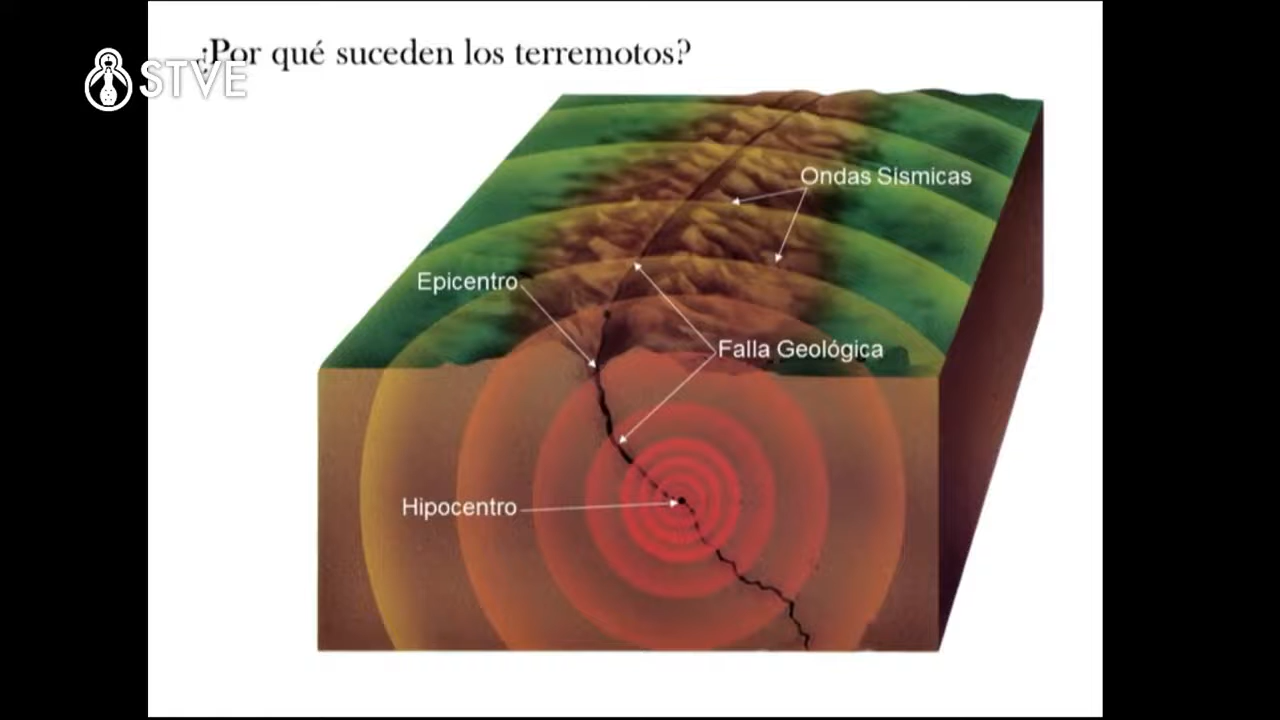 ¿Por qué suceden los terremotos?
STVE
Ondas Sísmicas
Epicentro
Falla Geológica
Hipocentro